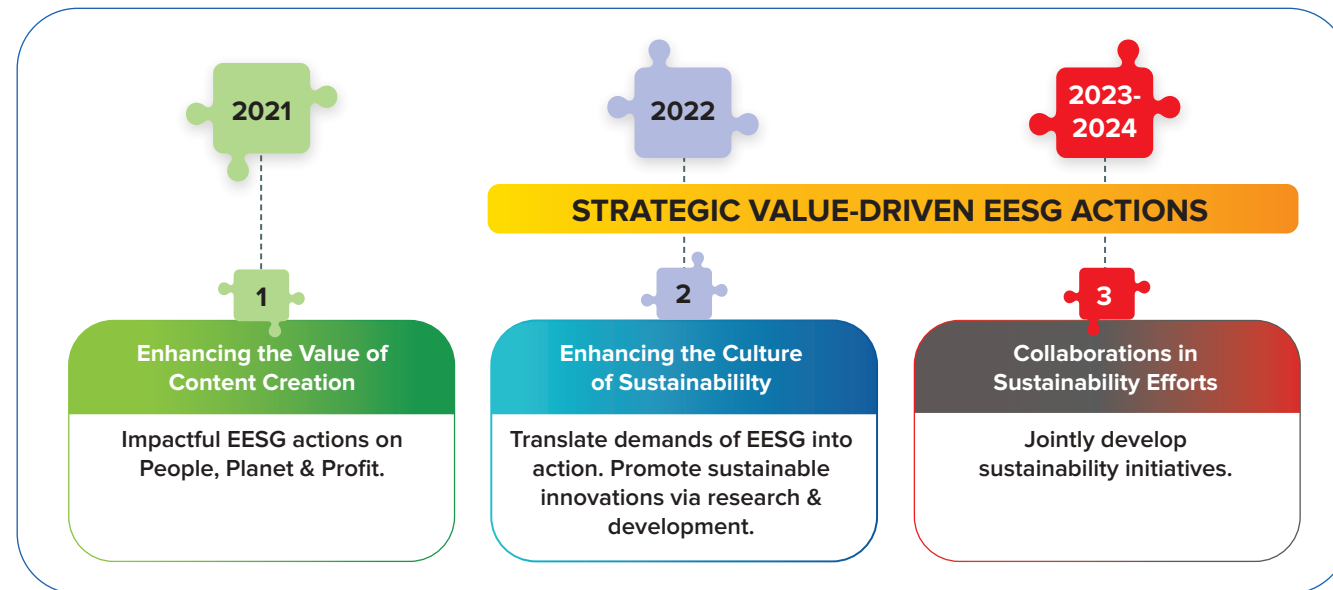 2021
2022
2023-
2024
STRATEGIC VALUE-DRIVEN EESG ACTIONS
1
Enhancing the Value of
Content Creation
Impactful EESG actions on
People, Planet & Profit.
2
Enhancing the Culture
of Sustainabililty
Translate demands of EESG into
action. Promote sustainable
innovations via research &
development.
3
Collaborations in
Sustainability Efforts
Jointly develop
sustainability initiatives.